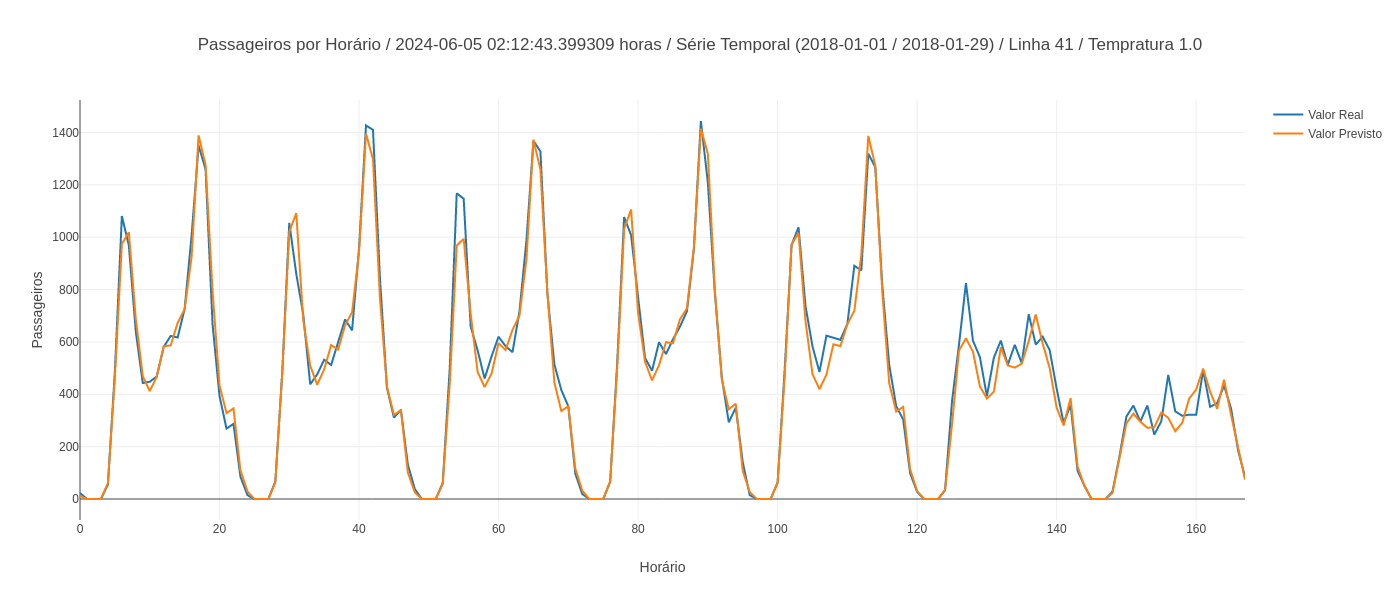 Passageiros por Horário / 2024-06-05 02:12:43.399309 horas / Série Temporal (2018-01-01 / 2018-01-29) / Linha 41 / Tempratura 1.0
Valor Real
Valor Previsto
1400
1200
1000
800
600
400
200
0
Passageiros
0 20 40 60 80 100 120 140 160
Horário